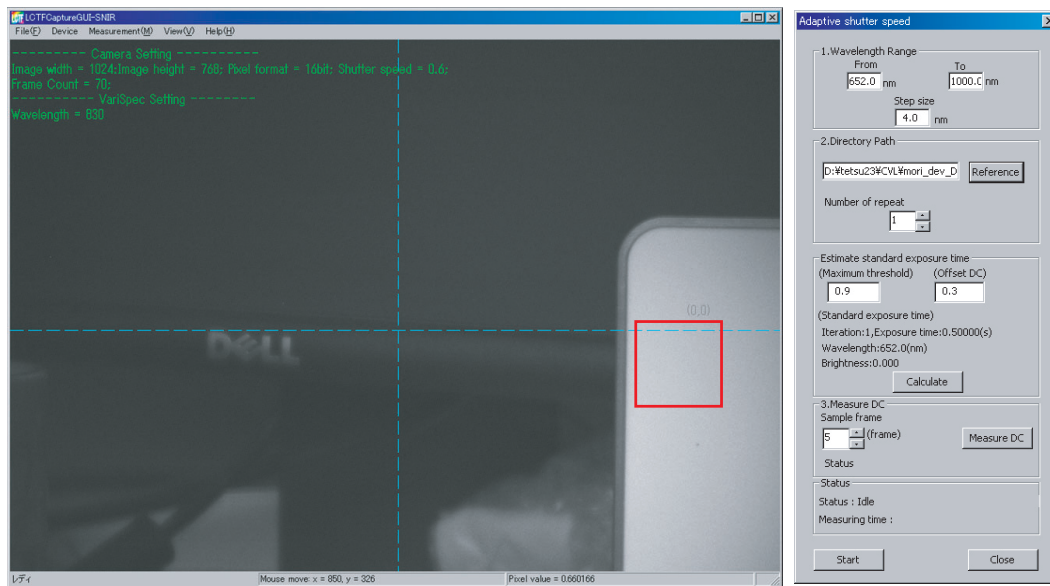 LCTFCaptureGUI-SNIR
File(F) Device Measurement(M) View(V) Help(H)
--------- Camera Setting ----------
Image width = 1024;Image height = 768; Pixel format = 16bit; Shutter speed = 0.6;
Frame Count = 70;
---------- VariSpec Setting --------
Wavelength = 830
(0,0)
DELL
レディ
Mouse move: x = 850, y = 326
Pixel value = 0.660166
Adaptive shutter speed
1.Wavelength Range
From To
652.0 nm 1000.0 nm
Step size
4.0 nm
2.Directory Path
D:¥tetsu23¥CVL¥mori_dev_D Reference
Number of repeat
1
Estimate standard exposure time
(Maximum threshold) (Offset DC)
0.9 0.3
(Standard exposure time)
Iteration:1,Exposure time:0.50000(s)
Wavelength:652.0(nm)
Brightness:0.000
Calculate
3.Measure DC
Sample frame
5 (frame) Measure DC
Status
Status
Status : Idle
Measuring time :
Start Close